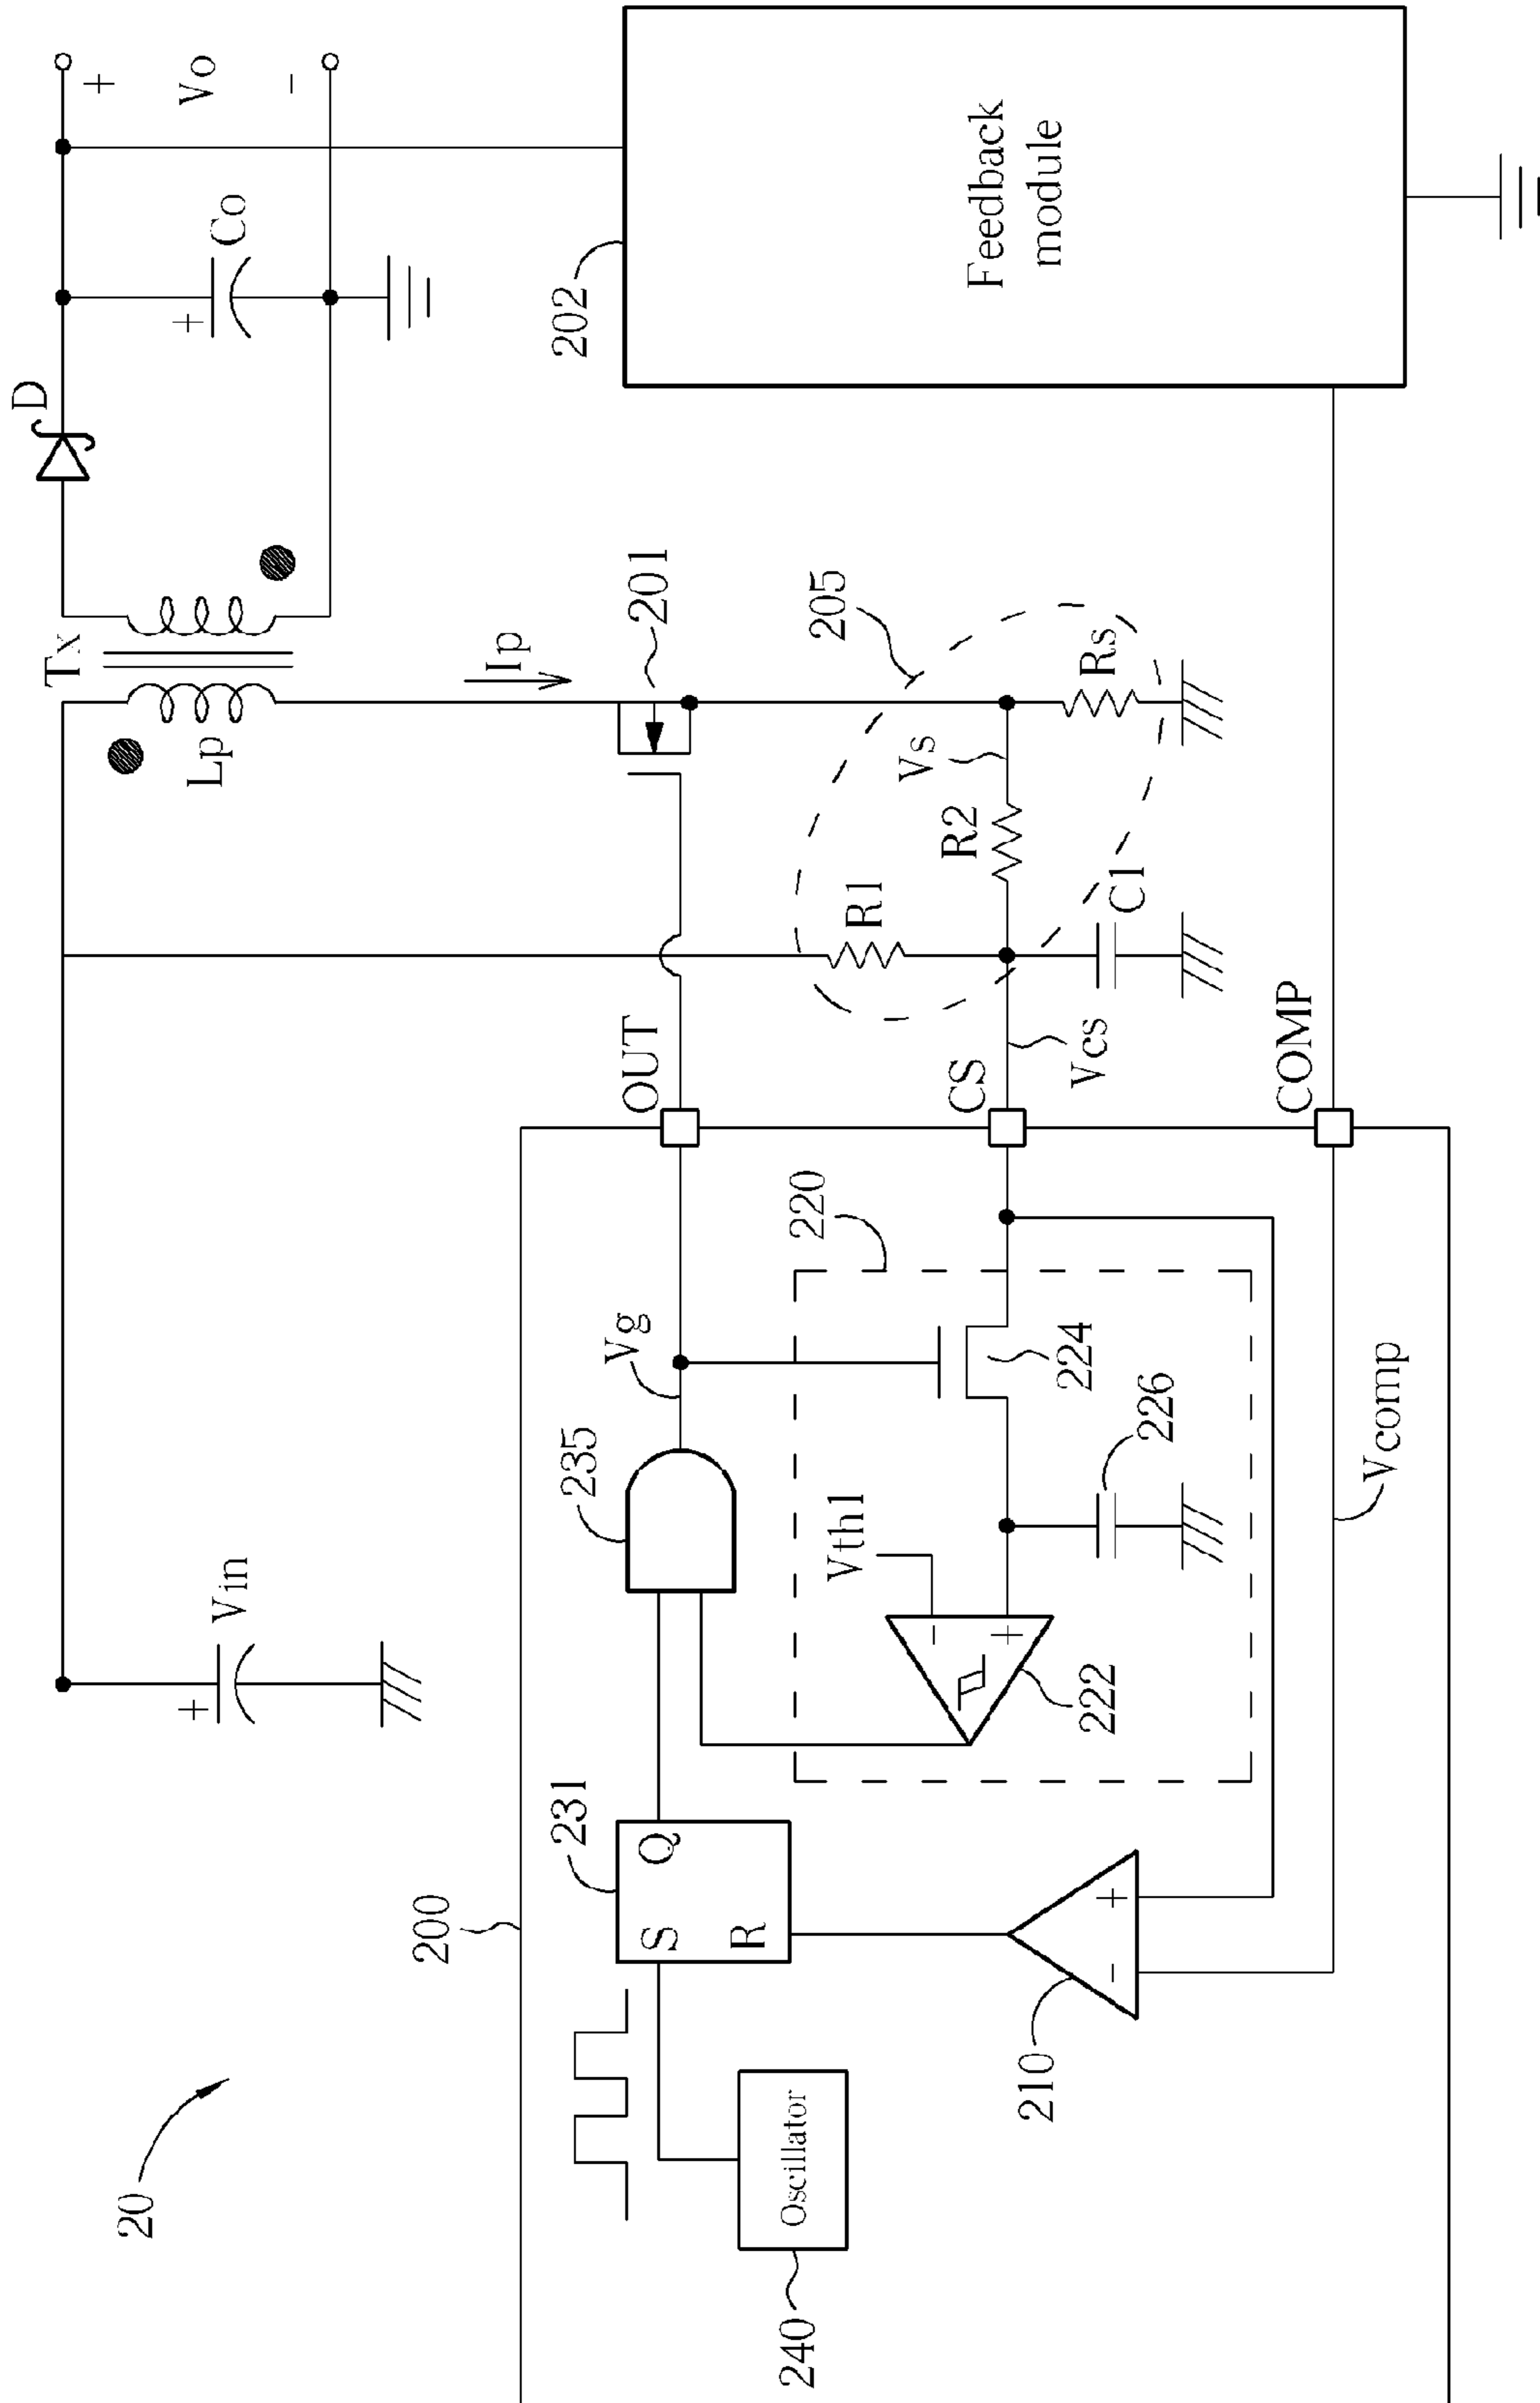 20
Vin
+
Tx
Lp
D
+
Co
+
Vo
−
Ip
201
202
Feedback
module
205
Vs
Rs
R1
R2
C1
Vcs
OUT
CS
COMP
200
Oscillator
240
S
Q
R
231
235
Vg
220
Vth1
−
+
222
224
226
−
+
210
Vcomp